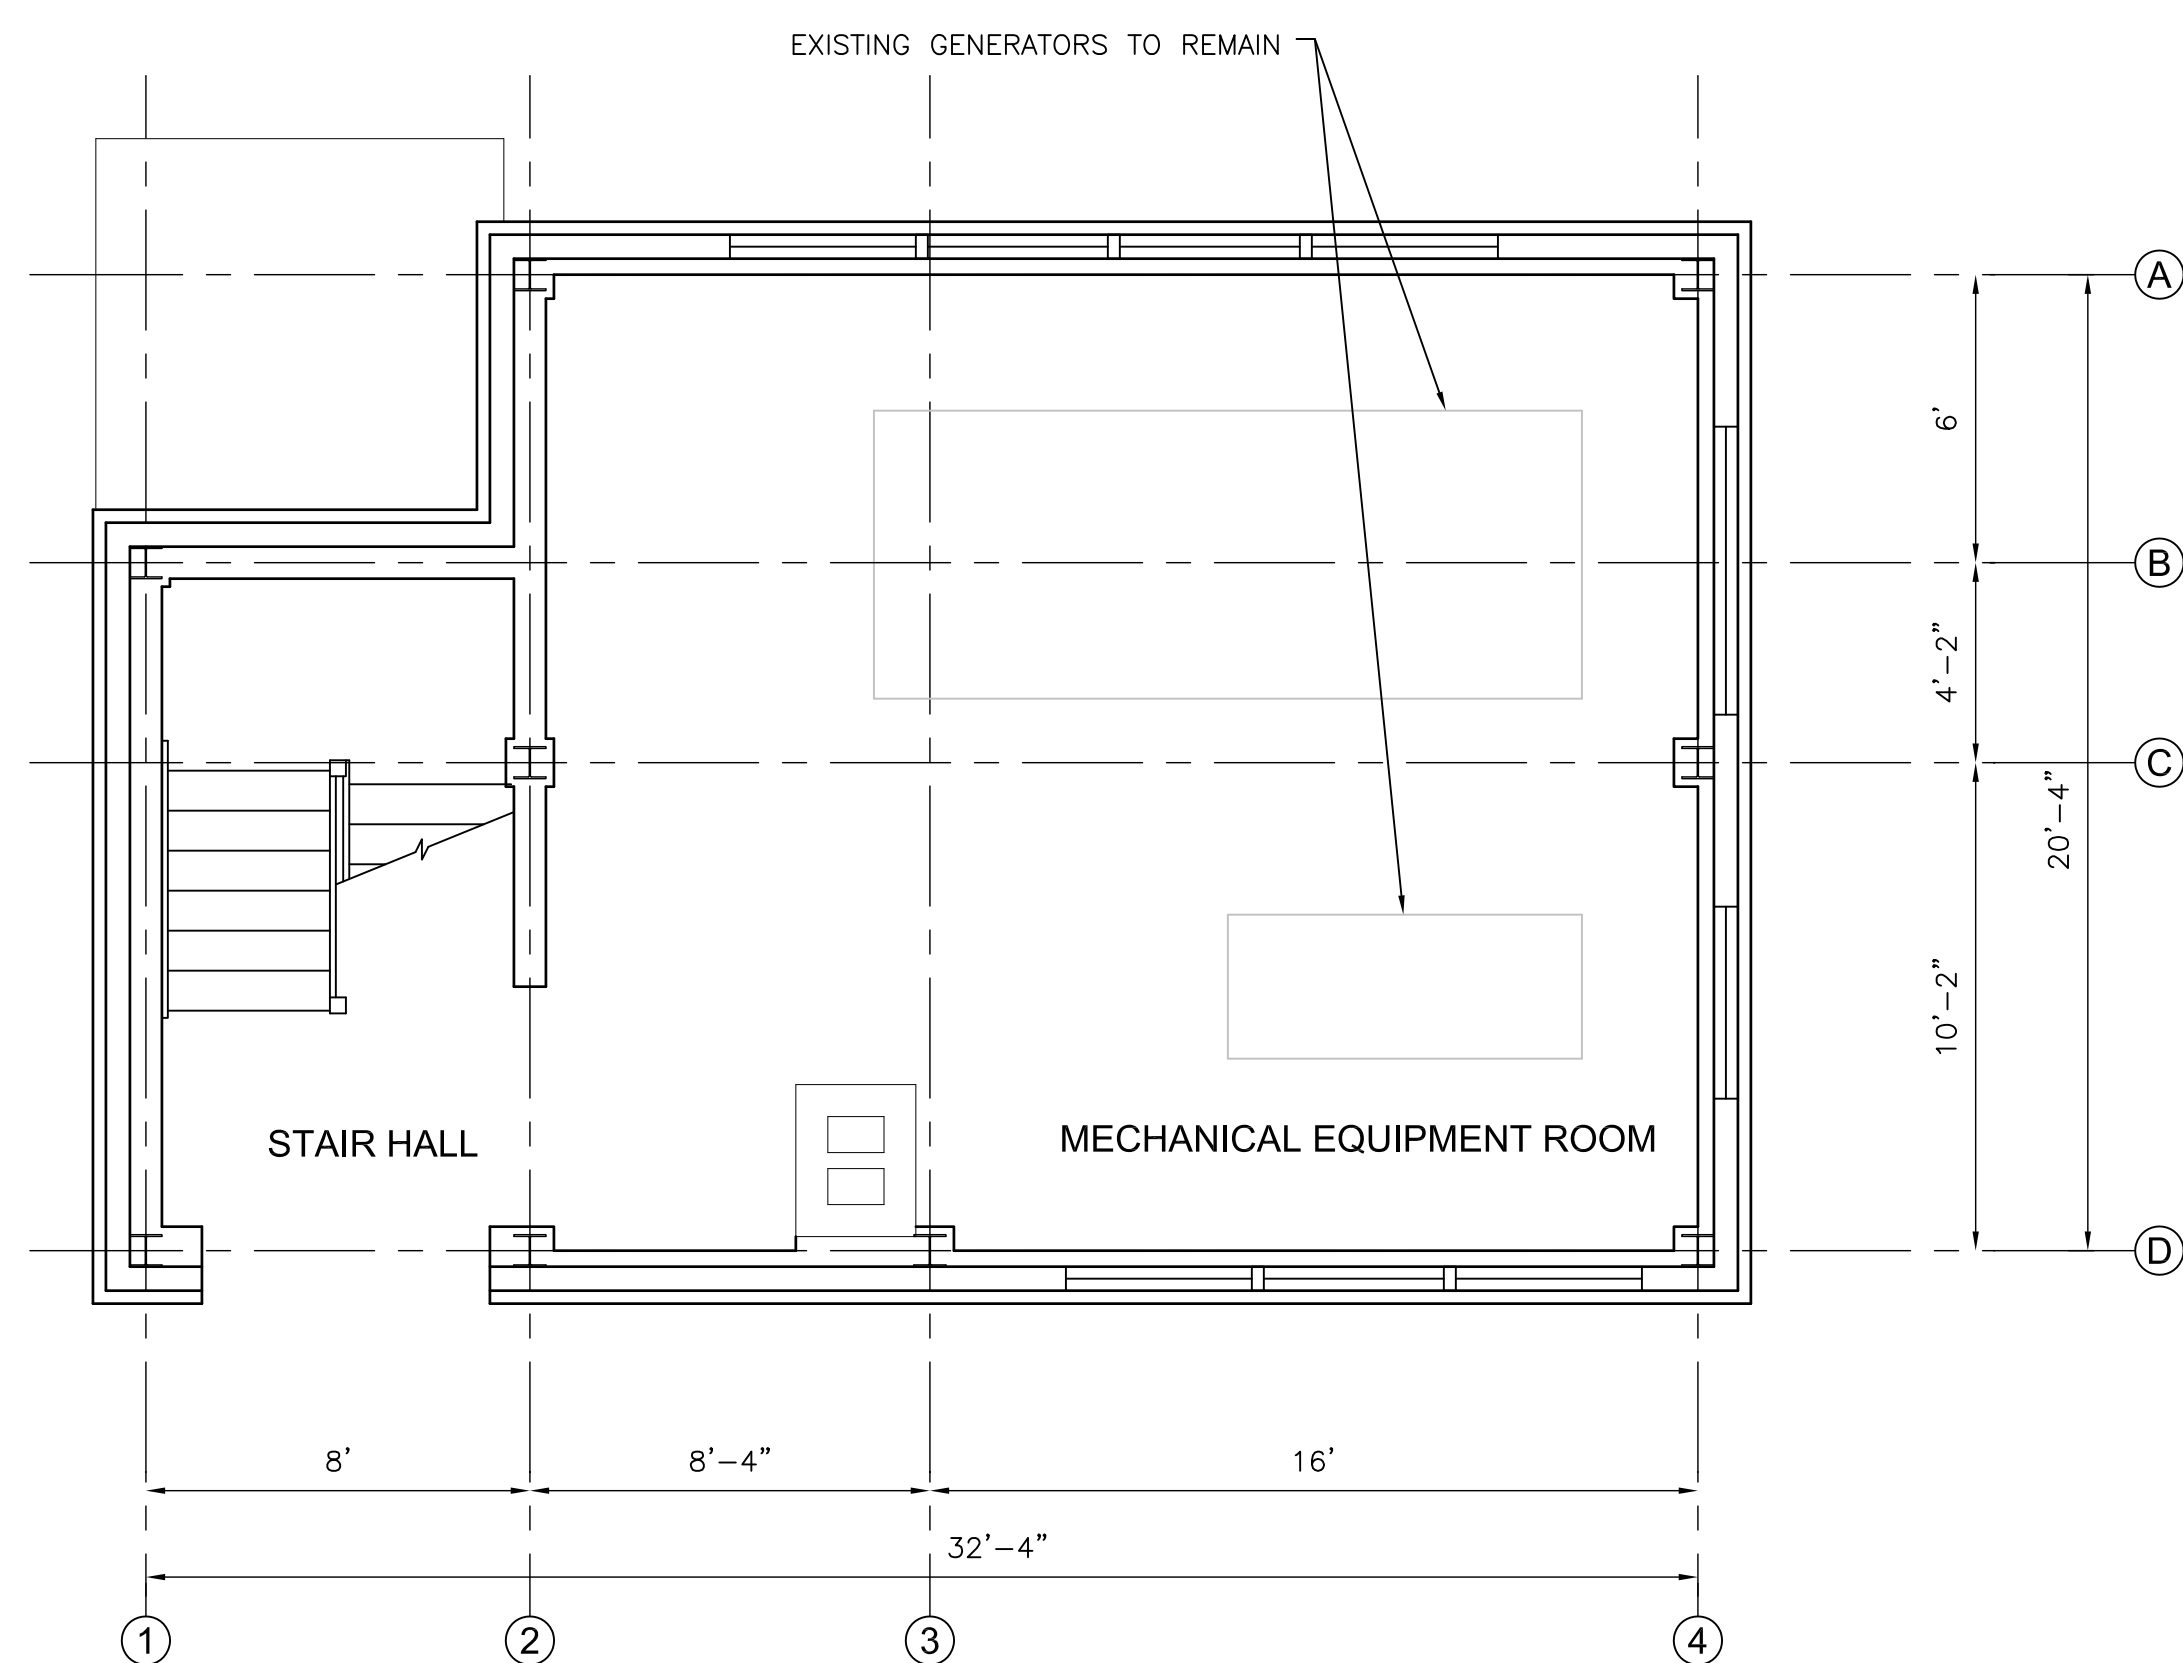 EXISTING GENERATORS TO REMAIN
A
6'
B
4'-2"
C
20'-4"
10'-2"
STAIR HALL
MECHANICAL EQUIPMENT ROOM
D
8'
8'-4"
16'
32'-4"
1
2
3
4